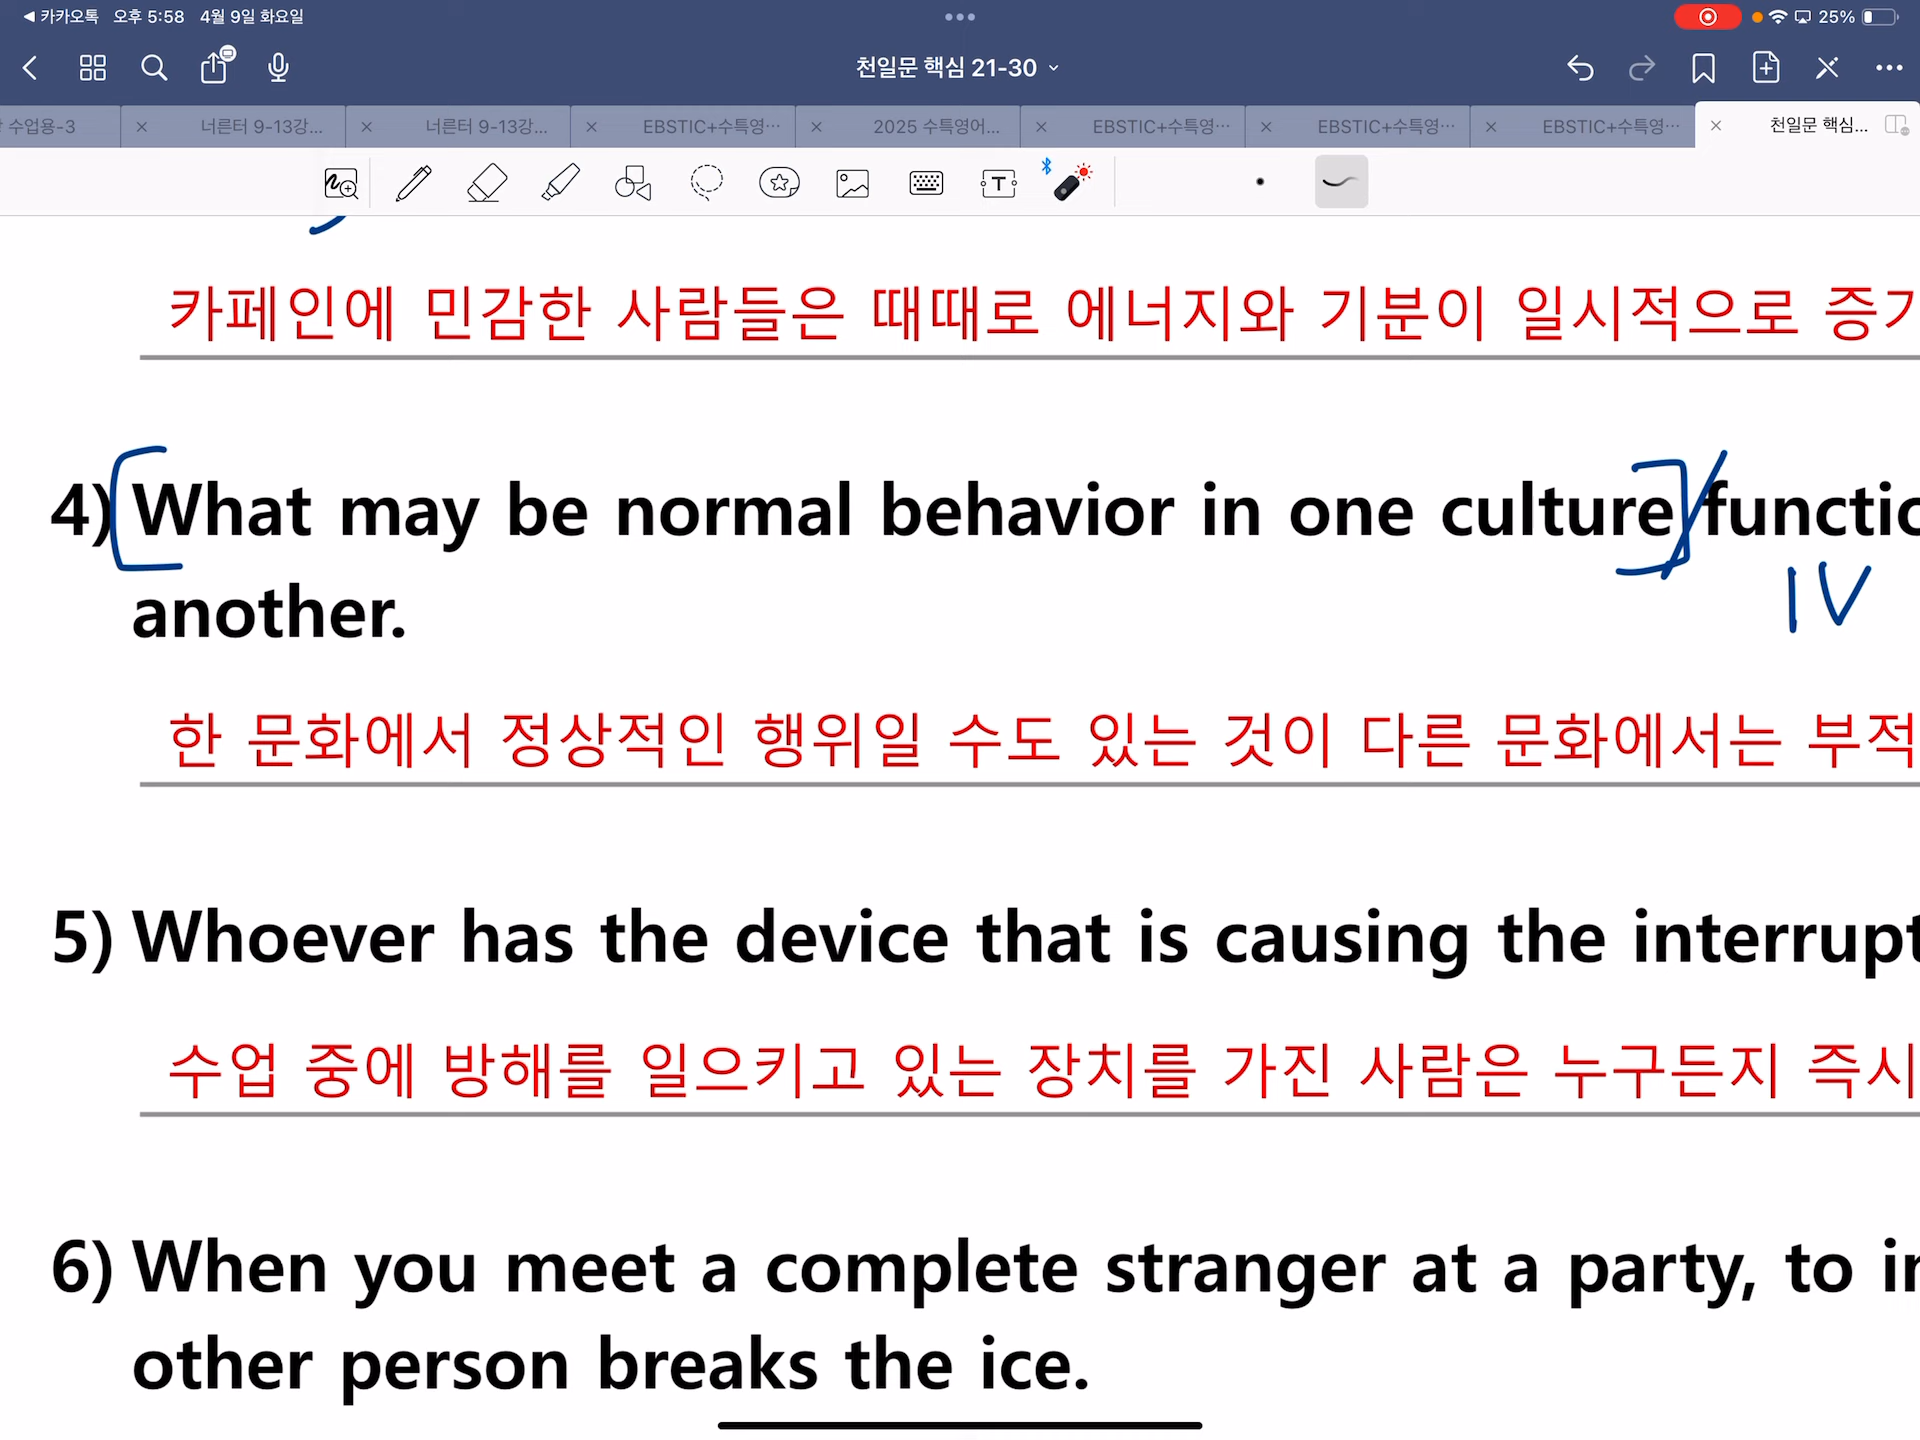 ◀ 카카오톡 오후 5:58 4월 9일 화요일 25%
천일문 핵심 21-30
수업용-3 너른터 9-13강... 너른터 9-13강... EBSTIC+수특영... 2025 수특영어... EBSTIC+수특영... EBSTIC+수특영... EBSTIC+수특영... 천일문 핵심...
카페인에 민감한 사람들은 때때로 에너지와 기분이 일시적으로
4) What may be normal behavior in one culture
IV
another.
한 문화에서 정상적인 행위일 수도 있는 것이 다른 문화에서는 부적
5) Whoever has the device that is causing the
수업 중에 방해를 일으키고 있는 장치를 가진 사람은 누구든지 즉시
6) When you meet a complete stranger at a party, to
other person breaks the ice.